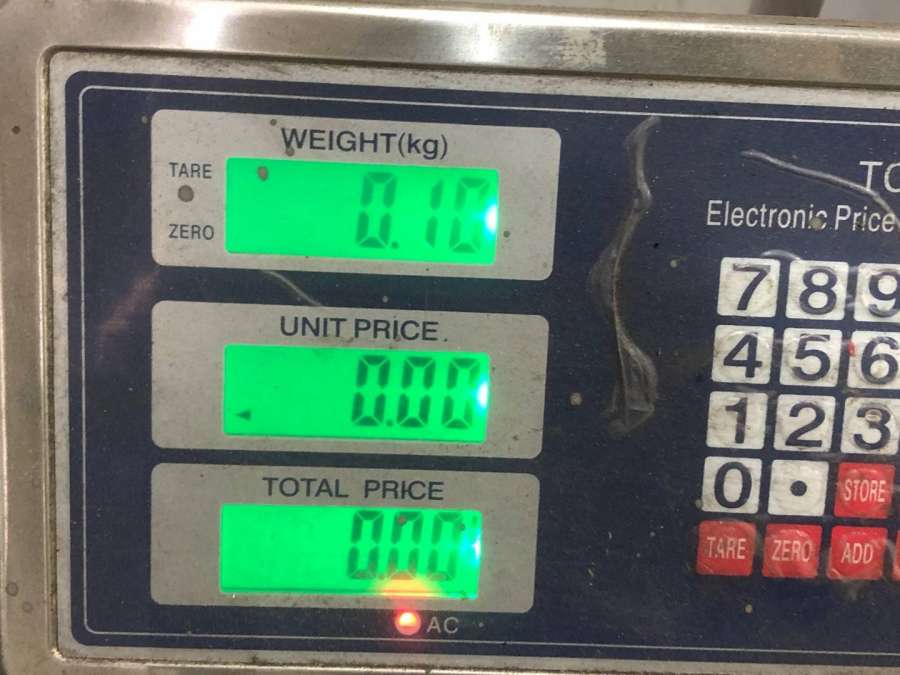 WEIGHT(kg)
TARE
ZERO
0.10
UNIT PRICE
0.00
TOTAL PRICE
0.00
AC
Electronic Price
7 8 9
4 5 6
1 2 3
0 . STORE
TARE ZERO ADD